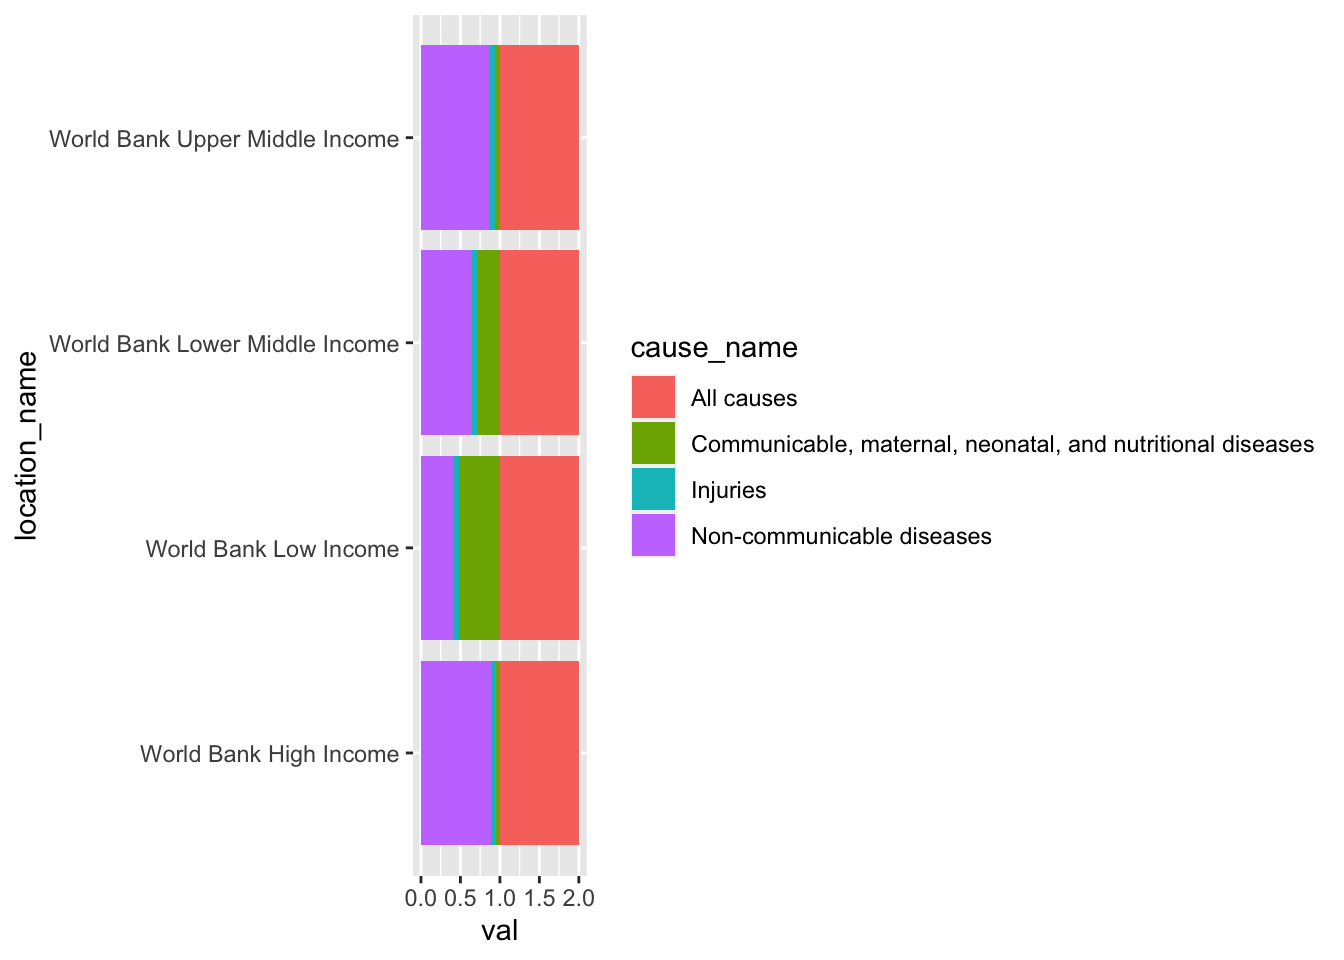 location_name
World Bank Upper Middle Income
World Bank Lower Middle Income
World Bank Low Income
World Bank High Income
0.0 0.5 1.0 1.5 2.0
val
cause_name
All causes
Communicable, maternal, neonatal, and nutritional diseases
Injuries
Non-communicable diseases